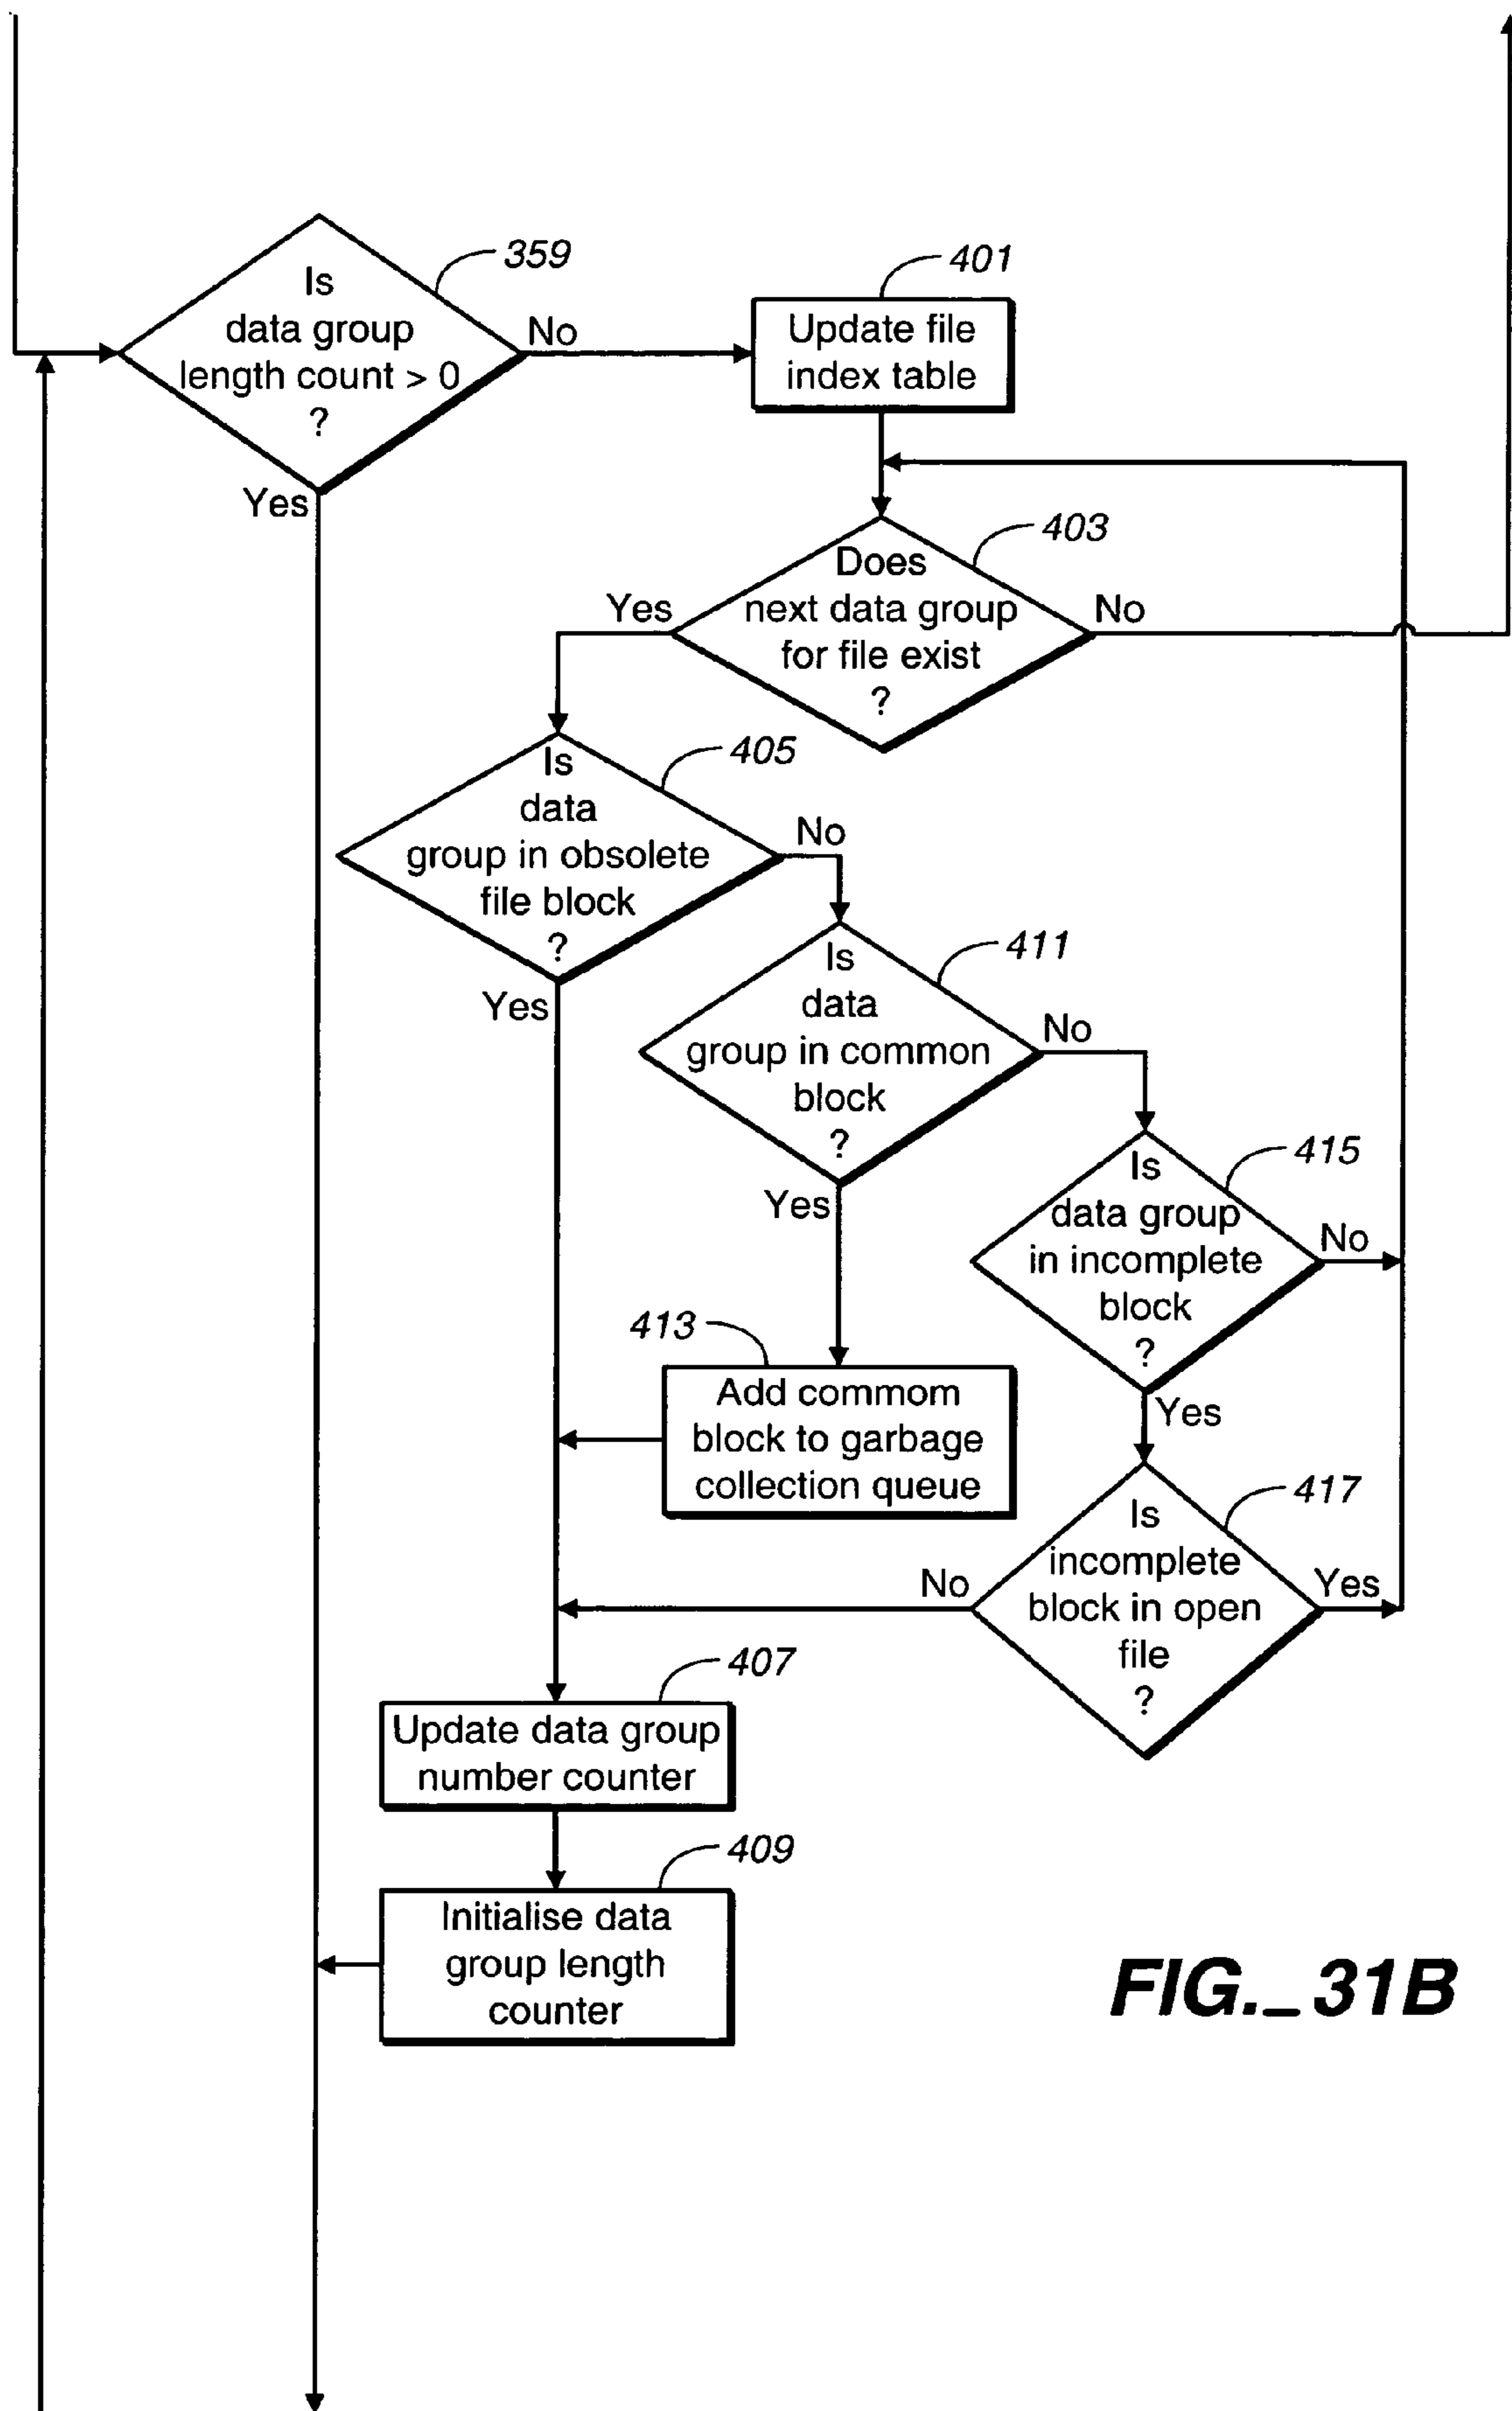 359
Is
data group
length count > 0
?
No
Yes
401
Update file
index table
403
Does
next data group
for file exist
?
Yes
No
405
Is
data
group in obsolete
file block
?
No
Yes
411
Is
data
group in common
block
?
No
Yes
415
Is
data group
in incomplete
block
?
No
Yes
413
Add commom
block to garbage
collection queue
417
Is
incomplete
block in open
file
?
No
Yes
407
Update data group
number counter
409
Initialise data
group length
counter
FIG._31B